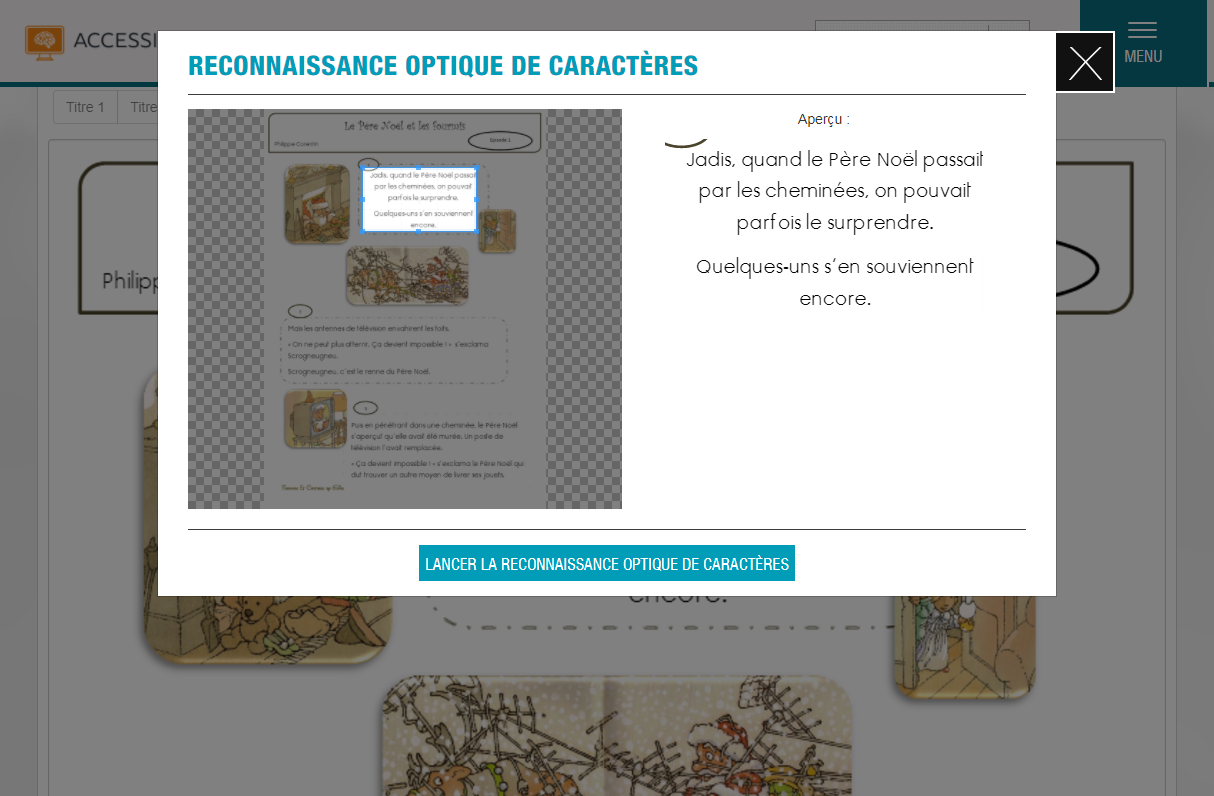 ACCESSI
MENU
RECONNAISSANCE OPTIQUE DE CARACTÈRES
Titre 1
Titre
Le Père Noël et les fourmis
Philippe Corentin
Episode 1
Jadis, quand le Père Noël passait
par les cheminées, on pouvait
parfois le surprendre.
Quelques-uns s'en souviennent
encore.
Mais les antennes de télévision envahirent les toits.
« On ne peut plus atterrir. Ça devient impossible ! » s'exclama
Scrogneugneu.
Scrogneugneu, c'est le renne du Père Noël.
Puis en pénétrant dans une cheminée, le Père Noël
s'aperçut qu'elle avait été murée. Un poste de
télévision l'avait remplacée.
« Ça devient impossible ! » s'exclama le Père Noël qui
dut trouver un autre moyen de livrer ses jouets.
Aperçu :
Jadis, quand le Père Noël passait
par les cheminées, on pouvait
parfois le surprendre.
Quelques-uns s'en souviennent
encore.
Philipp
LANCER LA RECONNAISSANCE OPTIQUE DE CARACTÈRES
encore.